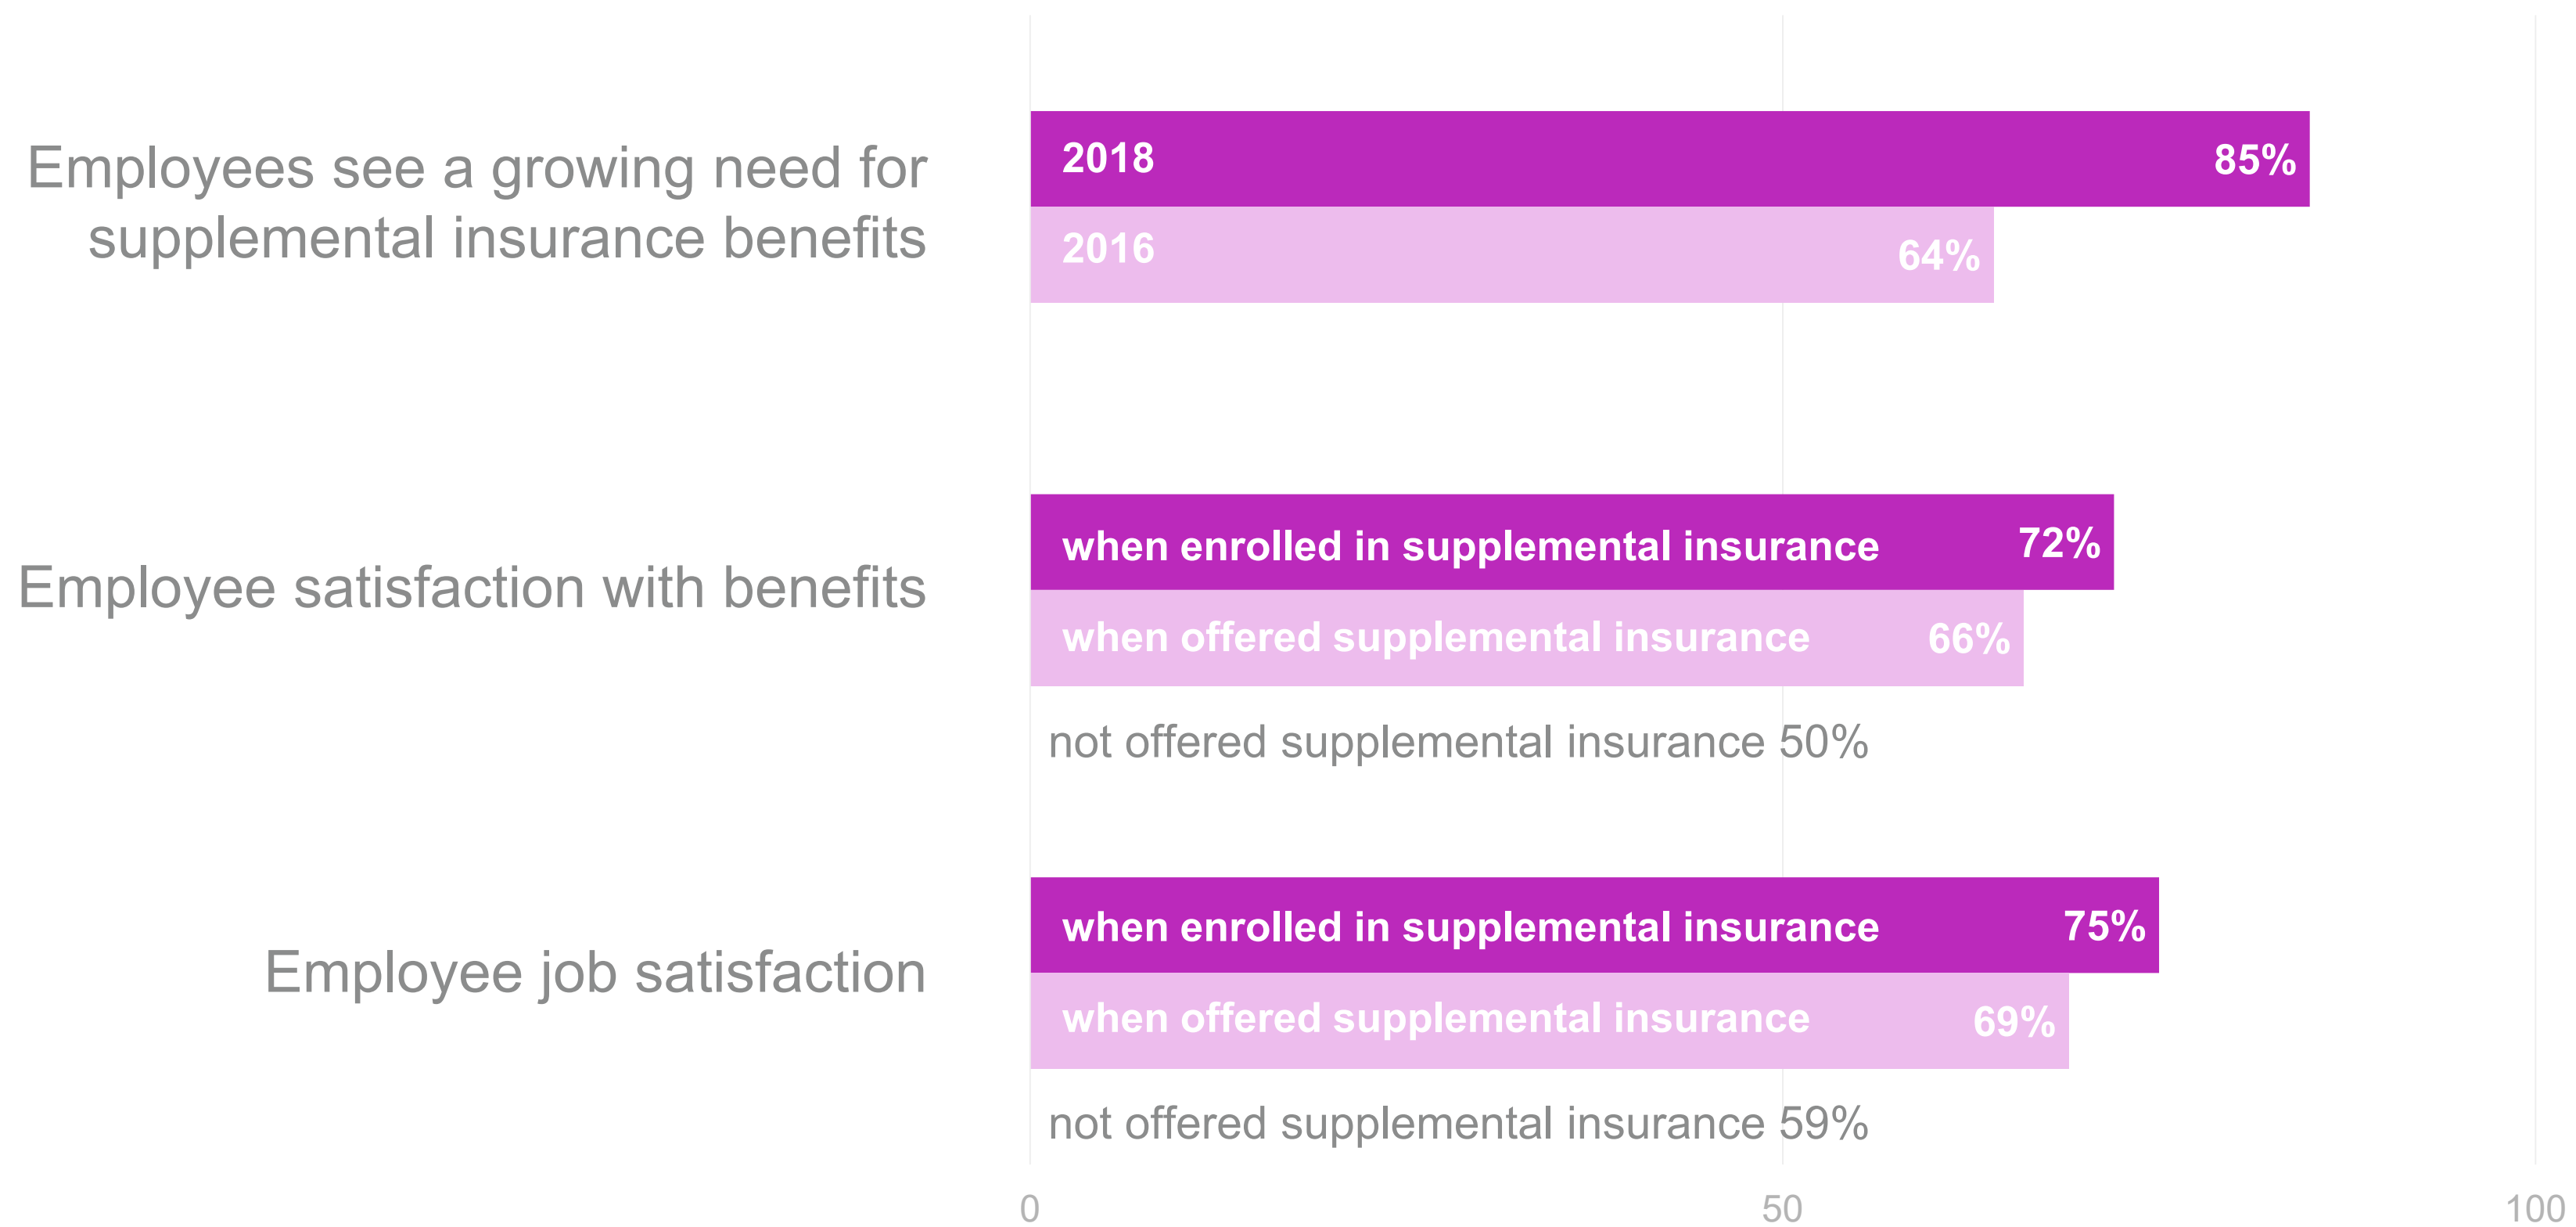 Employees see a growing need for
supplemental insurance benefits
2018
85%
2016
64%
Employee satisfaction with benefits
when enrolled in supplemental insurance
72%
when offered supplemental insurance
66%
not offered supplemental insurance 50%
Employee job satisfaction
when enrolled in supplemental insurance
75%
when offered supplemental insurance
69%
not offered supplemental insurance 59%
0
50
100